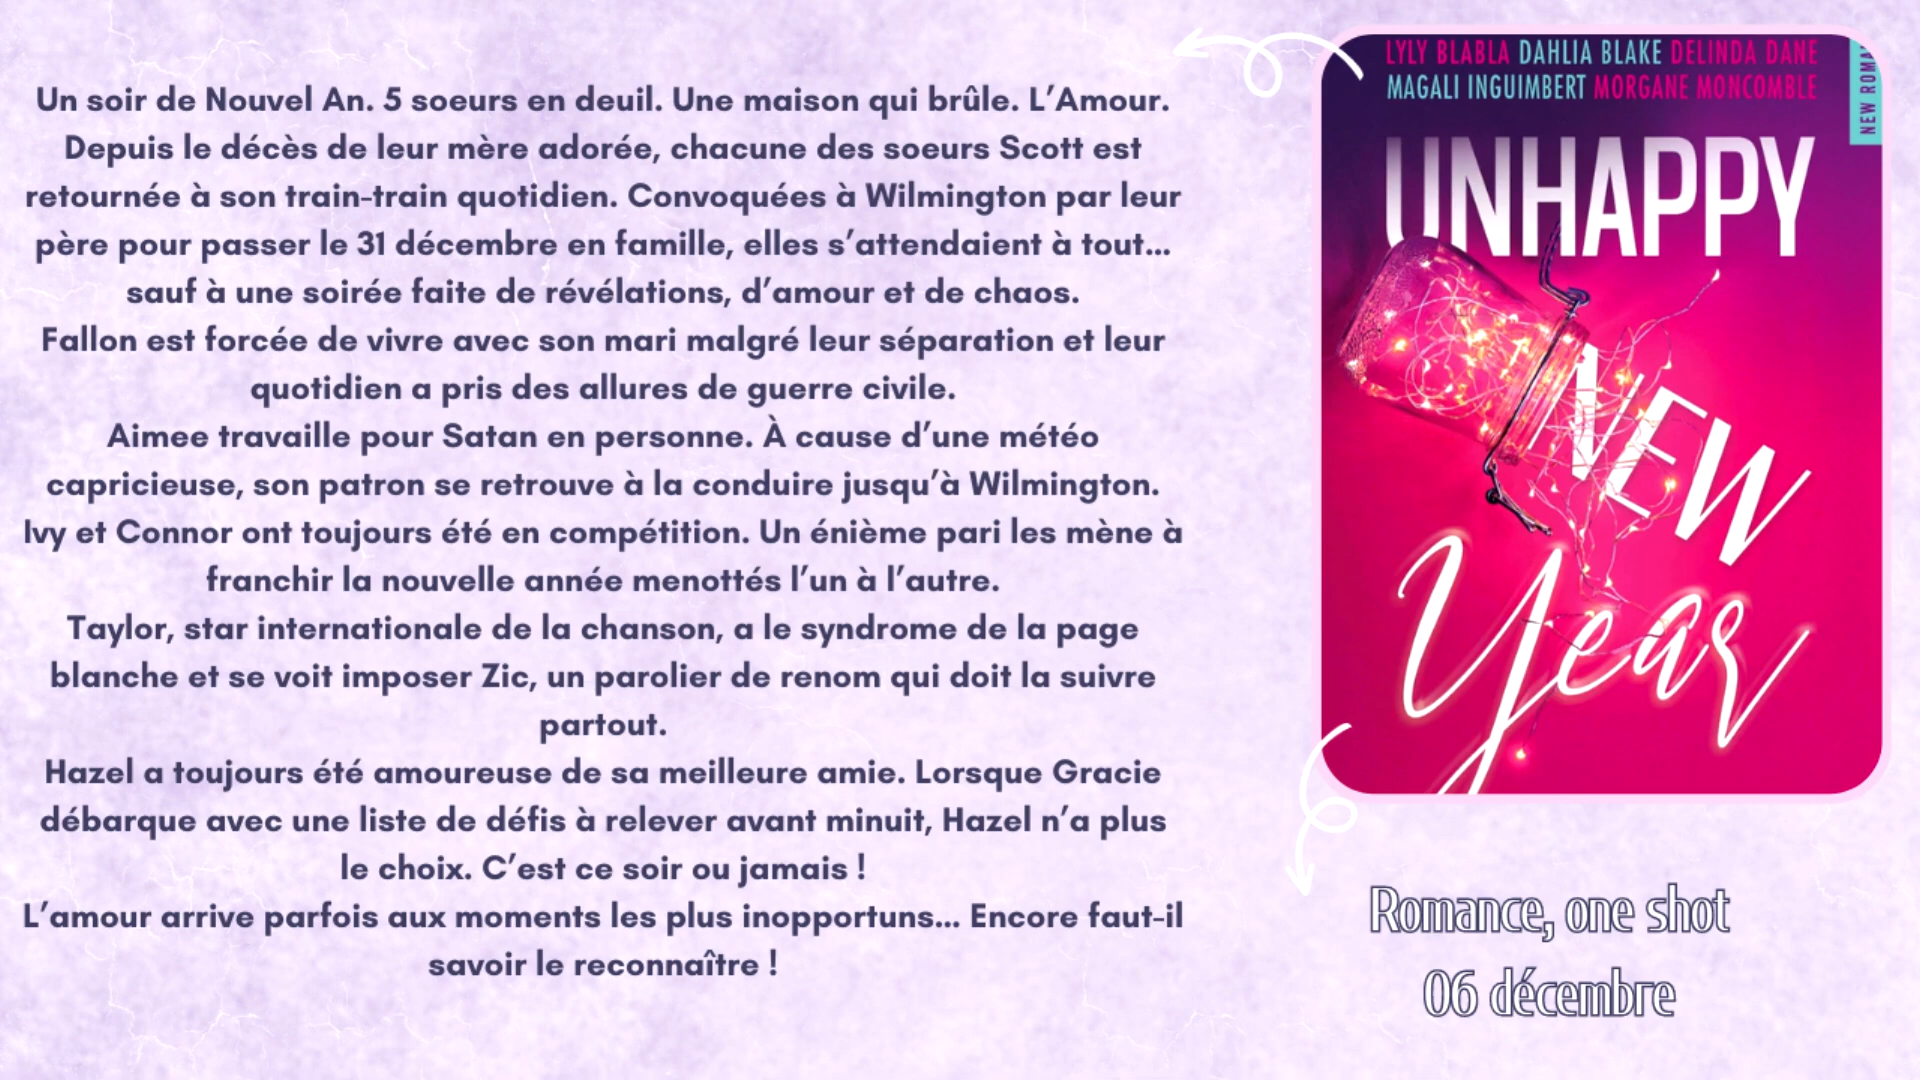 Un soir de Nouvel An. 5 soeurs en deuil. Une maison qui brûle. L’Amour.
Depuis le décès de leur mère adorée, chacune des soeurs Scott est
retournée à son train-train quotidien. Convoquées à Wilmington par leur
père pour passer le 31 décembre en famille, elles s’attendaient à tout...
sauf à une soirée faite de révélations, d’amour et de chaos.
Fallon est forcée de vivre avec son mari malgré leur séparation et leur
quotidien a pris des allures de guerre civile.
Aimee travaille pour Satan en personne. À cause d’une météo
capricieuse, son patron se retrouve à la conduire jusqu’à Wilmington.
Ivy et Connor ont toujours été en compétition. Un énième pari les mène à
franchir la nouvelle année menottés l’un à l’autre.
Taylor, star internationale de la chanson, a le syndrome de la page
blanche et se voit imposer Zic, un parolier de renom qui doit la suivre
partout.
Hazel a toujours été amoureuse de sa meilleure amie. Lorsque Gracie
débarque avec une liste de défis à relever avant minuit, Hazel n’a plus
le choix. C’est ce soir ou jamais !
L’amour arrive parfois aux moments les plus inopportuns... Encore faut-il
savoir le reconnaître !
LYLY BLABLA DAHLIA BLAKE DELINDA DANE
MAGALI INGUIMBERT MORGANE MONCOMBLE
NEW ROMA
UNHAPPY
NEW
Year
Romance, one shot
06 décembre